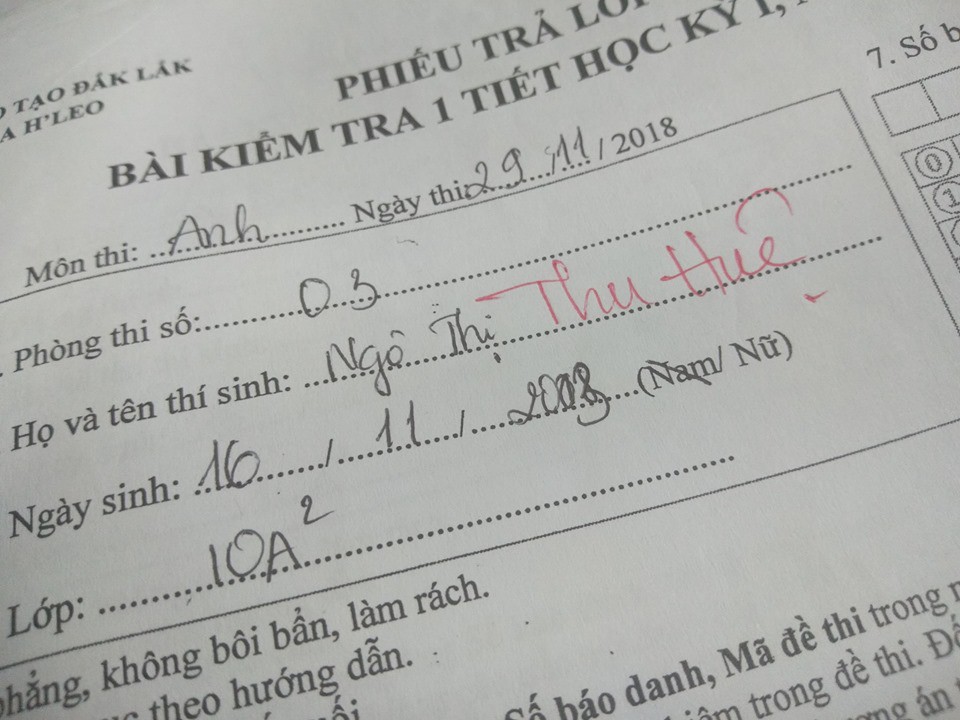 TẠO ĐẮK LẮK
A H'LEO
PHIẾU TRẢ LỜI
BÀI KIỂM TRA 1 TIẾT HỌC KỲ I,
Môn thi: Anh Ngày thi: 29/11/2018
Phòng thi số: 03
Họ và tên thí sinh: Ngô Thị Thu Huệ
Ngày sinh: 16/11/2003 (Nam/ Nữ)
Lớp: 10A2
7. Số b
0
1
phẳng, không bôi bẩn, làm rách.
theo hướng dẫn.
Số báo danh, Mã đề thi trong
trong đề thi.